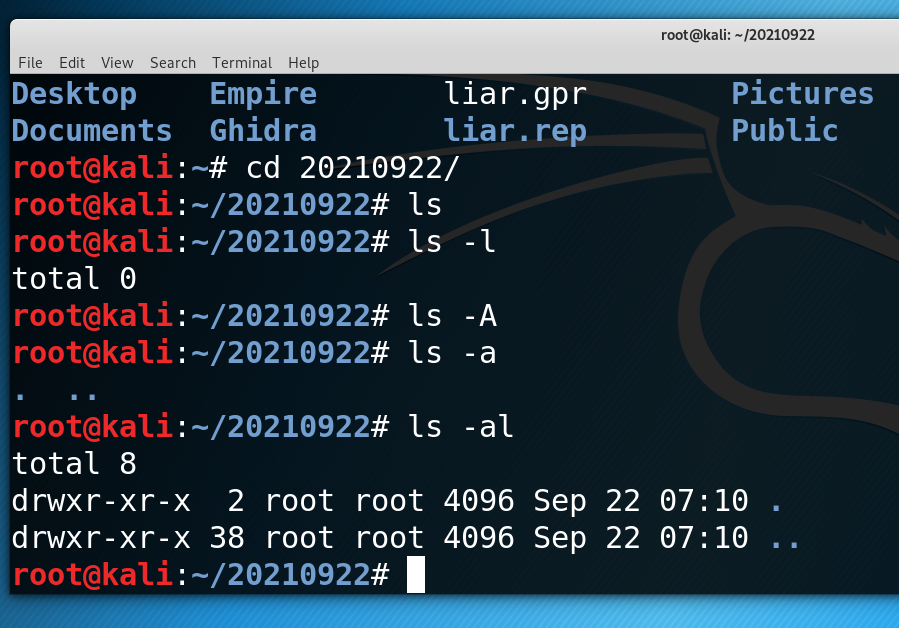 root@kali: ~/20210922
File Edit View Search Terminal Help
Desktop Empire liar.gpr Pictures
Documents Ghidra liar.rep Public
root@kali:~# cd 20210922/
root@kali:~/20210922# ls
root@kali:~/20210922# ls -l
total 0
root@kali:~/20210922# ls -A
root@kali:~/20210922# ls -a
. ..
root@kali:~/20210922# ls -al
total 8
drwxr-xr-x 2 root root 4096 Sep 22 07:10 .
drwxr-xr-x 38 root root 4096 Sep 22 07:10 ..
root@kali:~/20210922#